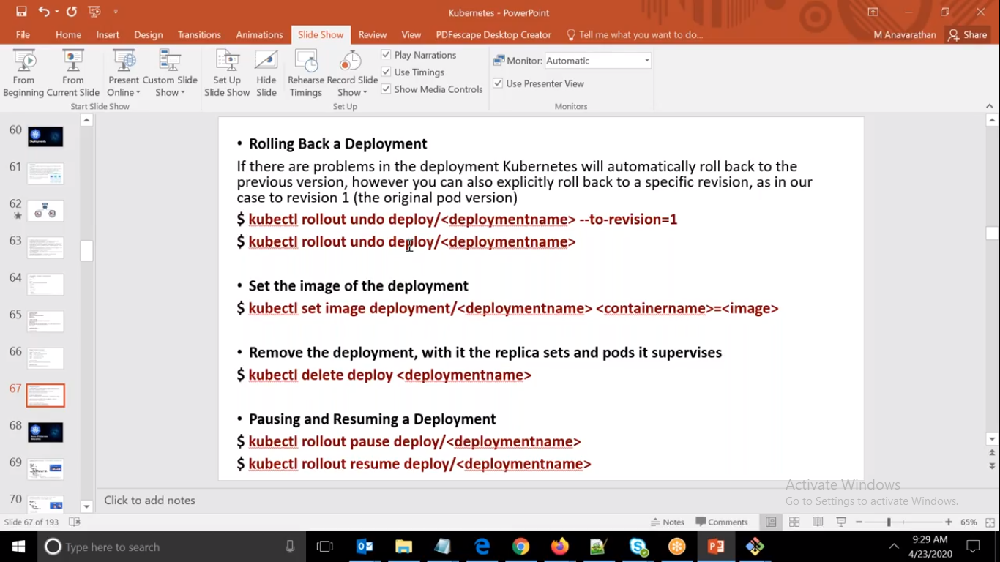 Kubernetes - PowerPoint
File Home Insert Design Transitions Animations Slide Show Review View PDFescape Desktop Creator Tell me what you want to do... M Anavarathan Share
From Beginning
From Current Slide
Present Online
Custom Slide Show
Start Slide Show
Set Up Slide Show
Hide Slide
Rehearse Timings
Record Slide Show
Play Narrations
Use Timings
Show Media Controls
Set Up
Monitor: Automatic
Use Presenter View
Monitors
60
61
62
63
64
65
66
67
68
69
70
• Rolling Back a Deployment
If there are problems in the deployment Kubernetes will automatically roll back to the
previous version, however you can also explicitly roll back to a specific revision, as in our
case to revision 1 (the original pod version)
$ kubectl rollout undo deploy/<deploymentname> --to-revision=1
$ kubectl rollout undo deploy/<deploymentname>
• Set the image of the deployment
$ kubectl set image deployment/<deploymentname> <containername>=<image>
• Remove the deployment, with it the replica sets and pods it supervises
$ kubectl delete deploy <deploymentname>
• Pausing and Resuming a Deployment
$ kubectl rollout pause deploy/<deploymentname>
$ kubectl rollout resume deploy/<deploymentname>
Activate Windows
Go to Settings to activate Windows.
Click to add notes
Slide 67 of 193 Notes Comments 65%
Type here to search
9:29 AM
4/23/2020